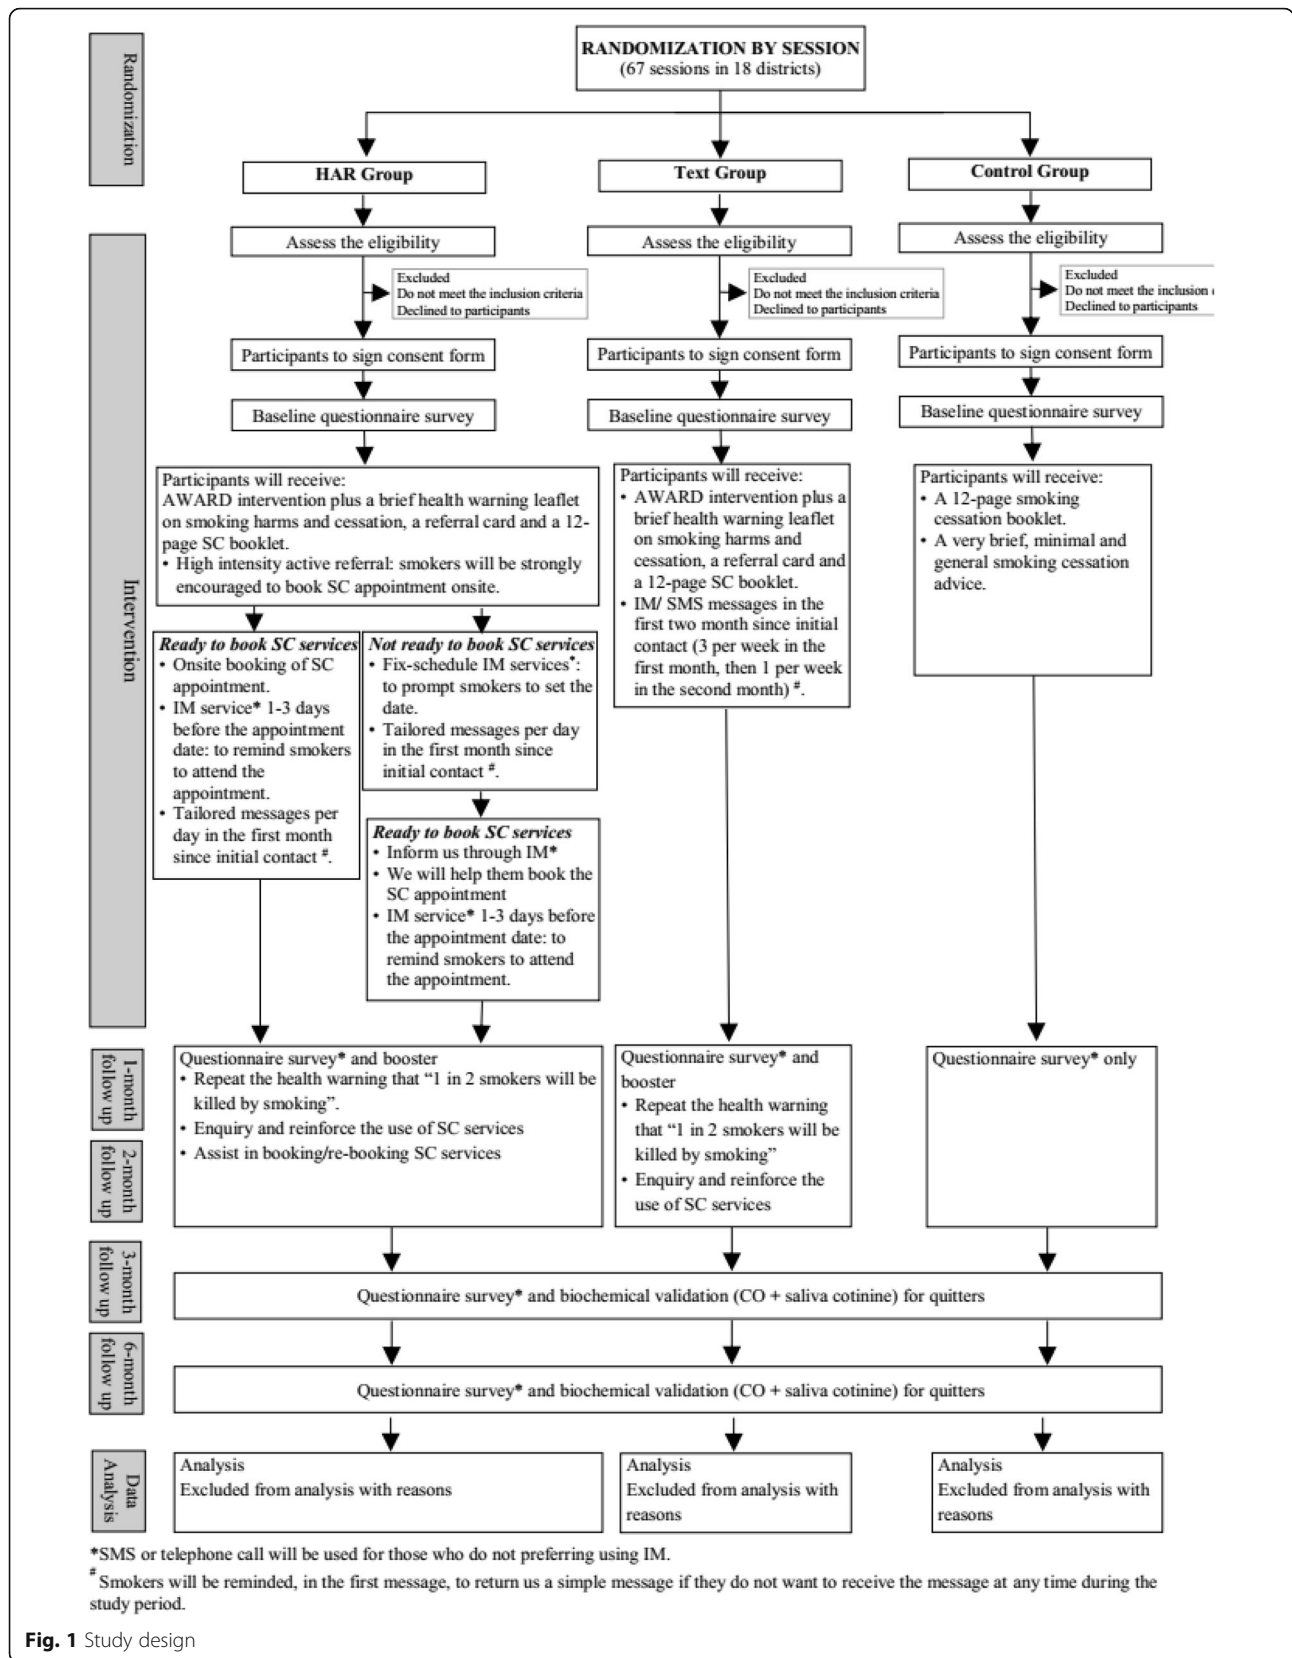 RANDOMIZATION BY SESSION
(67 sessions in 18 districts)
Randomization
HAR Group
Text Group
Control Group
Intervention
Assess the eligibility
Assess the eligibility
Assess the eligibility
Excluded
Do not meet the inclusion criteria
Declined to participants
Excluded
Do not meet the inclusion criteria
Declined to participants
Excluded
Do not meet the inclusion
Declined to participants
Participants to sign consent form
Participants to sign consent form
Participants to sign consent form
Baseline questionnaire survey
Baseline questionnaire survey
Baseline questionnaire survey
Participants will receive:
AWARD intervention plus a brief health warning leaflet
on smoking harms and cessation, a referral card and a 12-
page SC booklet.
• High intensity active referral: smokers will be strongly
encouraged to book SC appointment onsite.
Ready to book SC services
• Onsite booking of SC
appointment.
• IM service* 1-3 days
before the appointment
date: to remind smokers
to attend the
appointment.
• Tailored messages per
day in the first month
since initial contact #.
Not ready to book SC services
• Fix-schedule IM services*:
to prompt smokers to set the
date.
• Tailored messages per day
in the first month since
initial contact #.
Ready to book SC services
• Inform us through IM*
• We will help them book the
SC appointment
• IM service* 1-3 days before
the appointment date: to
remind smokers to attend
the appointment.
Participants will receive:
• AWARD intervention plus a
brief health warning leaflet
on smoking harms and
cessation, a referral card and
a 12-page SC booklet.
• IM/ SMS messages in the
first two month since initial
contact (3 per week in the
first month, then 1 per week
in the second month) #.
Participants will receive:
• A 12-page smoking
cessation booklet.
• A very brief, minimal and
general smoking cessation
advice.
1-month
follow up
2-month
follow up
Questionnaire survey* and booster
• Repeat the health warning that “1 in 2 smokers will be
killed by smoking”.
• Enquiry and reinforce the use of SC services
• Assist in booking/re-booking SC services
Questionnaire survey* and
booster
• Repeat the health warning
that “1 in 2 smokers will be
killed by smoking”
• Enquiry and reinforce the
use of SC services
Questionnaire survey* only
3-month
follow up
Questionnaire survey* and biochemical validation (CO + saliva cotinine) for quitters
6-month
follow up
Questionnaire survey* and biochemical validation (CO + saliva cotinine) for quitters
Data
Analysis
Analysis
Excluded from analysis with reasons
Analysis
Excluded from analysis with
reasons
Analysis
Excluded from analysis with
reasons
*SMS or telephone call will be used for those who do not preferring using IM.
# Smokers will be reminded, in the first message, to return us a simple message if they do not want to receive the message at any time during the
study period.
Fig. 1 Study design